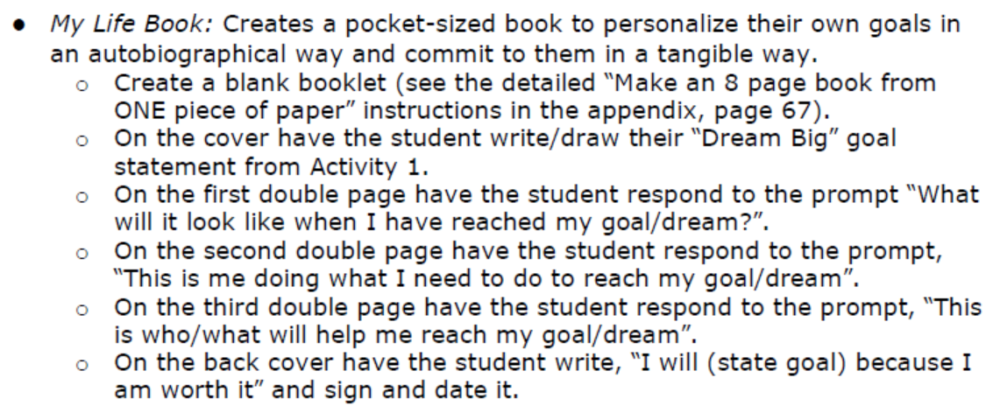 ● My Life Book: Creates a pocket-sized book to personalize their own goals in
an autobiographical way and commit to them in a tangible way.
○ Create a blank booklet (see the detailed “Make an 8 page book from
ONE piece of paper” instructions in the appendix, page 67).
○ On the cover have the student write/draw their “Dream Big” goal
statement from Activity 1.
○ On the first double page have the student respond to the prompt “What
will it look like when I have reached my goal/dream?”.
○ On the second double page have the student respond to the prompt,
“This is me doing what I need to do to reach my goal/dream”.
○ On the third double page have the student respond to the prompt, “This
is who/what will help me reach my goal/dream”.
○ On the back cover have the student write, “I will (state goal) because I
am worth it” and sign and date it.